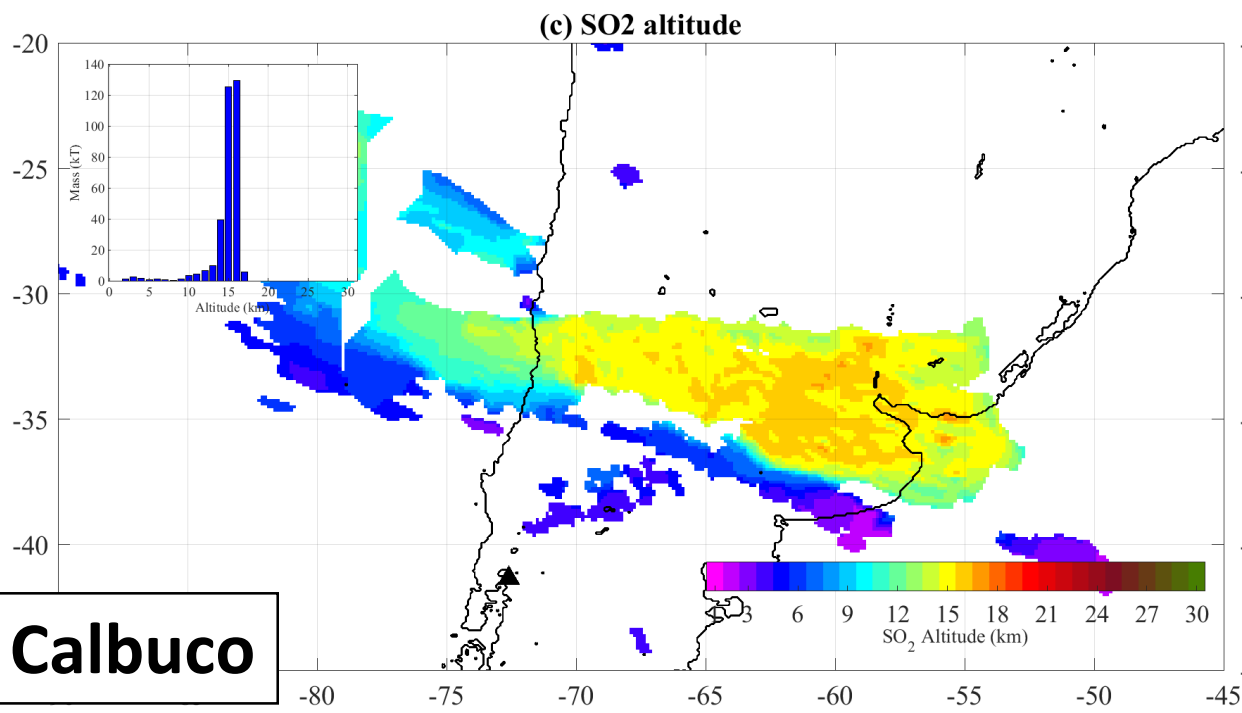 (c) SO2 altitude
-20
-25
-30
-35
-40
140
120
100
80
60
40
20
0
Mass (kT)
0 5 10 15 20 25 30
Altitude (km)
3 6 9 12 15 18 21 24 27 30
SO2 Altitude (km)
Calbuco
-80 -75 -70 -65 -60 -55 -50 -45